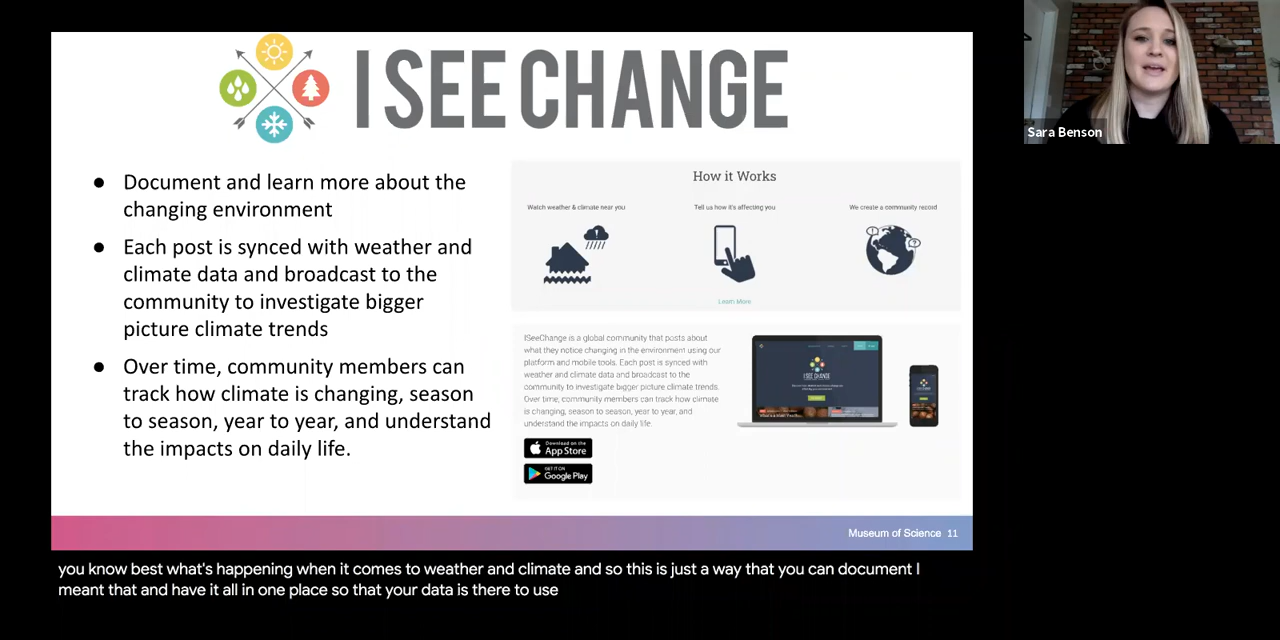 I SEE CHANGE
Sara Benson
● Document and learn more about the
changing environment
● Each post is synced with weather and
climate data and broadcast to the
community to investigate bigger
picture climate trends
● Over time, community members can
track how climate is changing, season
to season, year to year, and understand
the impacts on daily life.
How it Works
Watch weather & climate near you
Tell us how it's affecting you
We create a community record
Learn More
ISeeChange is a global community that posts about
what they notice changing in the environment using our
platform and mobile tools. Each post is synced with
weather and climate data and broadcast to the
community to investigate bigger picture climate trends.
Over time, community members can track how climate
is changing, season to season, year to year, and
understand the impacts on daily life.
Download on the
App Store
GET IT ON
Google Play
I SEE CHANGE
Museum of Science 11
you know best what's happening when it comes to weather and climate and so this is just a way that you can document I
meant that and have it all in one place so that your data is there to use